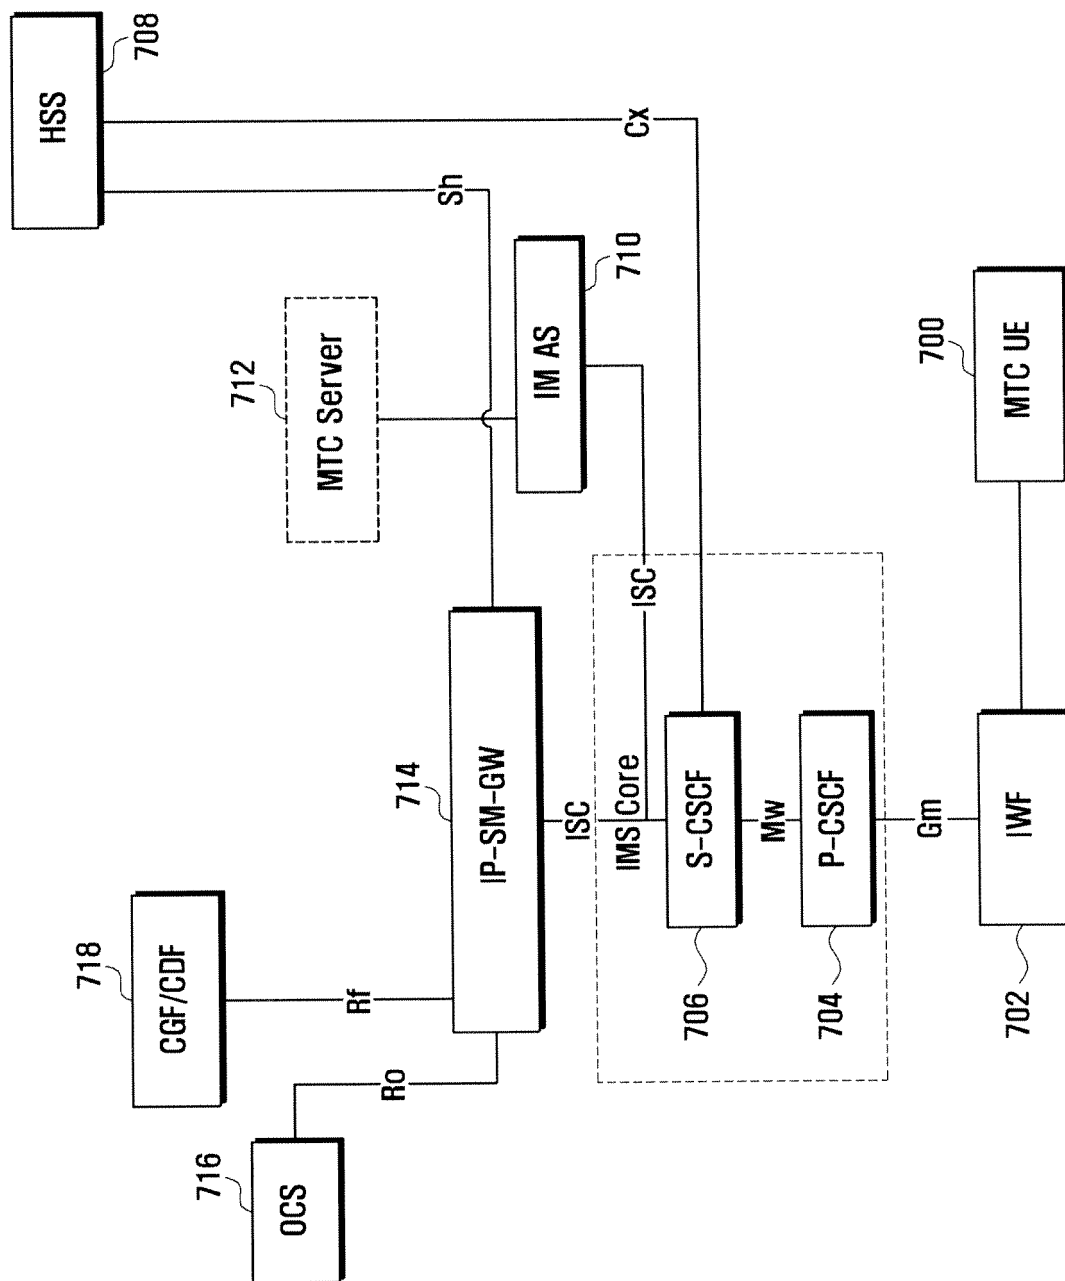 OCS
716
CGF/CDF
718
Ro
Rf
IP-SM-GW
714
MTC Server
712
HSS
708
Sh
IM AS
710
Cx
ISC
IMS Core
ISC
S-CSCF
706
Mw
P-CSCF
704
Gm
IWF
702
MTC UE
700